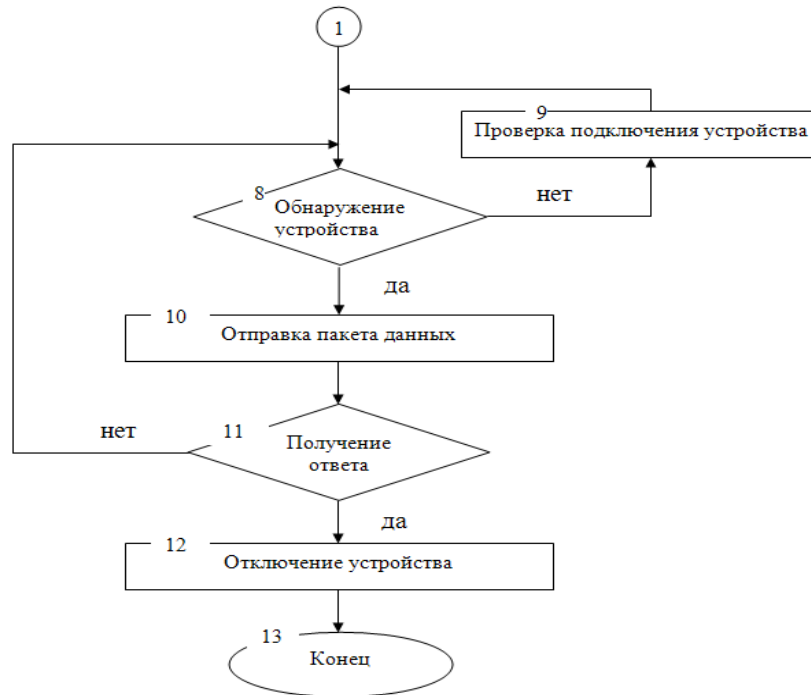 1
9
Проверка подключения устройства
8
Обнаружение
устройства
нет
да
10
Отправка пакета данных
нет
11
Получение
ответа
да
12
Отключение устройства
13
Конец